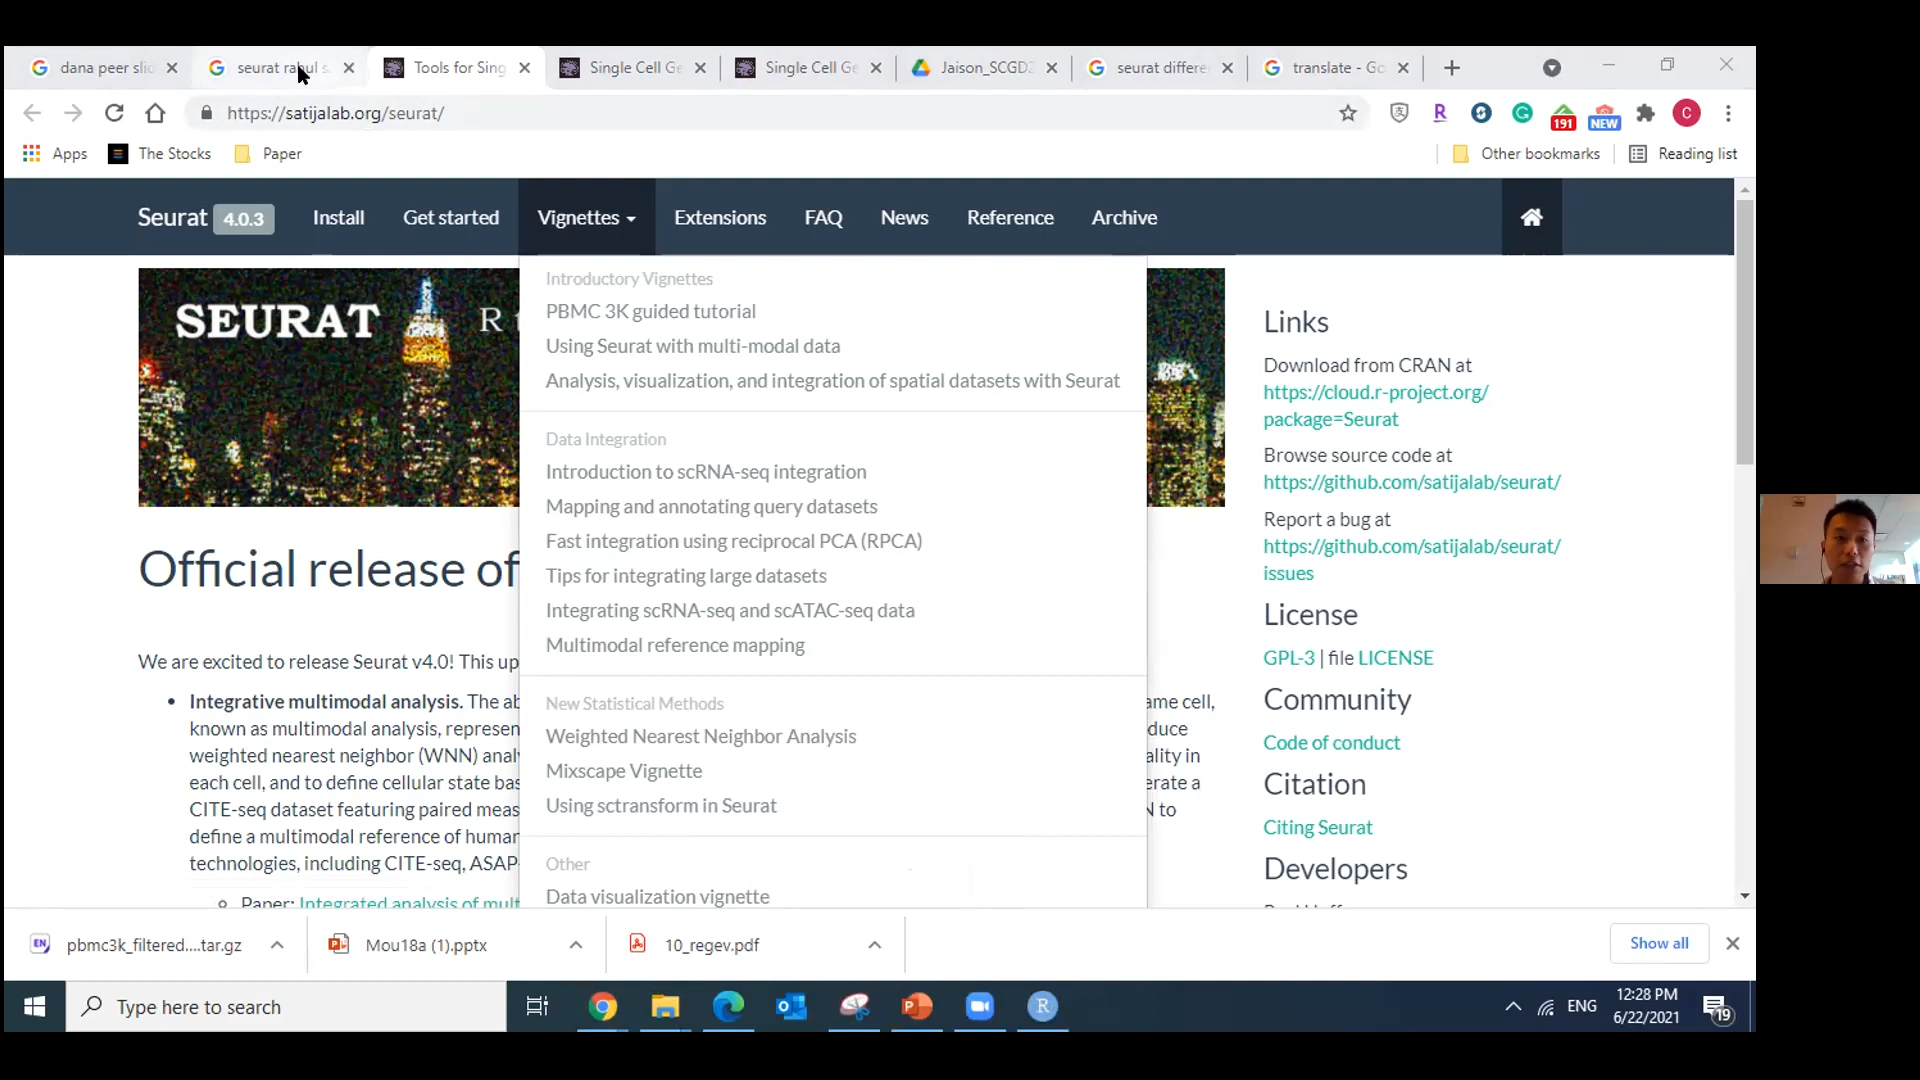 dana peer slid
seurat rahul s
Tools for Sing
Single Cell Ge
Single Cell Ge
Jaison_SCGD2
seurat differe
translate - Go
https://satijalab.org/seurat/
R
191
NEW
C
Apps
The Stocks
Paper
Other bookmarks
Reading list
Seurat 4.0.3
Install
Get started
Vignettes
Extensions
FAQ
News
Reference
Archive
SEURAT
R
Introductory Vignettes
PBMC 3K guided tutorial
Using Seurat with multi-modal data
Analysis, visualization, and integration of spatial datasets with Seurat
Data Integration
Introduction to scRNA-seq integration
Mapping and annotating query datasets
Fast integration using reciprocal PCA (RPCA)
Tips for integrating large datasets
Integrating scRNA-seq and scATAC-seq data
Multimodal reference mapping
New Statistical Methods
Weighted Nearest Neighbor Analysis
Mixscape Vignette
Using sctransform in Seurat
Other
Data visualization vignette
Official release of
We are excited to release Seurat v4.0! This up
Integrative multimodal analysis. The ab ame cell,
known as multimodal analysis, represen duce
weighted nearest neighbor (WNN) analy ality in
each cell, and to define cellular state bas erate a
CITE-seq dataset featuring paired meas N to
define a multimodal reference of human
technologies, including CITE-seq, ASAP-
Paper: Integrated analysis of mult
Links
Download from CRAN at
https://cloud.r-project.org/
package=Seurat
Browse source code at
https://github.com/satijalab/seurat/
Report a bug at
https://github.com/satijalab/seurat/
issues
License
GPL-3 | file LICENSE
Community
Code of conduct
Citation
Citing Seurat
Developers
EN
pbmc3k_filtered....tar.gz
Mou18a (1).pptx
10_regev.pdf
Show all
Type here to search
R
ENG
12:28 PM
6/22/2021
19